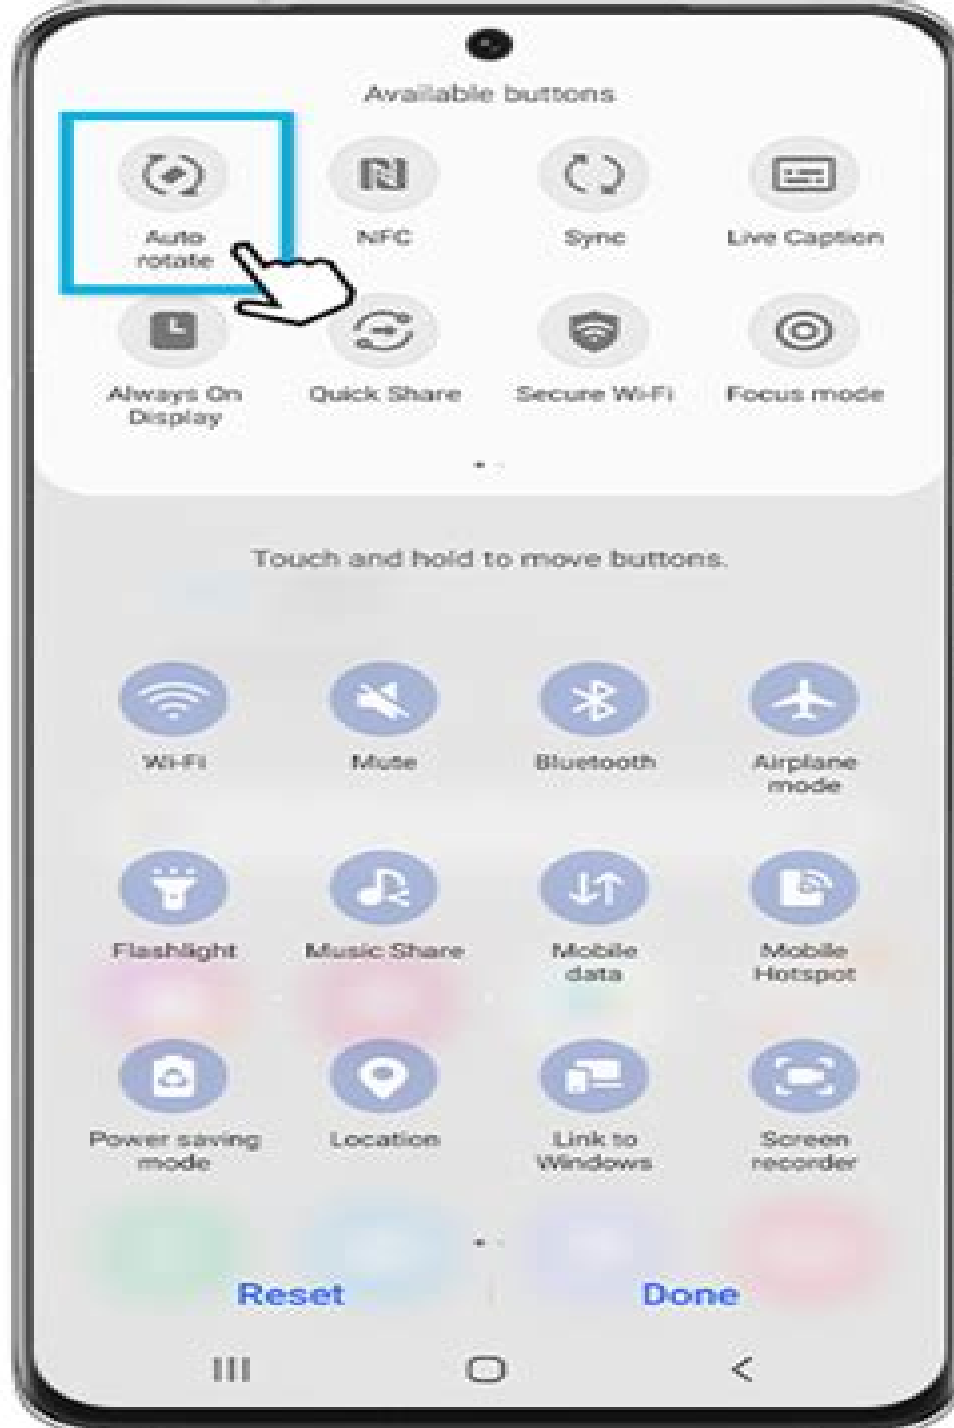 Available buttons
Auto
rotate
NFC
Sync
Live Caption
Always On
Display
Quick Share
Secure Wi-Fi
Focus mode
Touch and hold to move buttons.
Wi-Fi
Mute
Bluetooth
Airplane
mode
Flashlight
Music Share
Mobile
data
Mobile
Hotspot
Power saving
mode
Location
Link to
Windows
Screen
recorder
Reset
Done